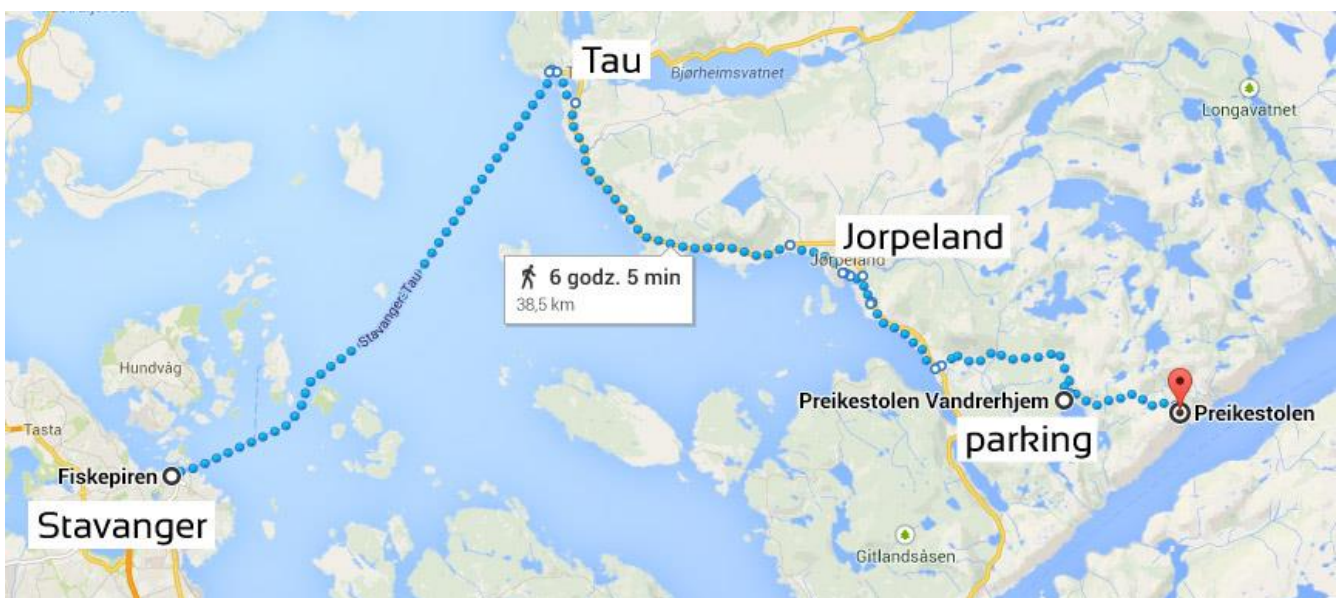 Tau
Bjørheimsvatnet
Longavatnet
Jorpeland
Jørpeland
6 godz. 5 min
38,5 km
Stavanger-Tau
Hundvåg
Preikestolen Vandrerhjem
Preikestolen
Tasta
parking
Fiskepiren
Stavanger
Gitlandsåsen